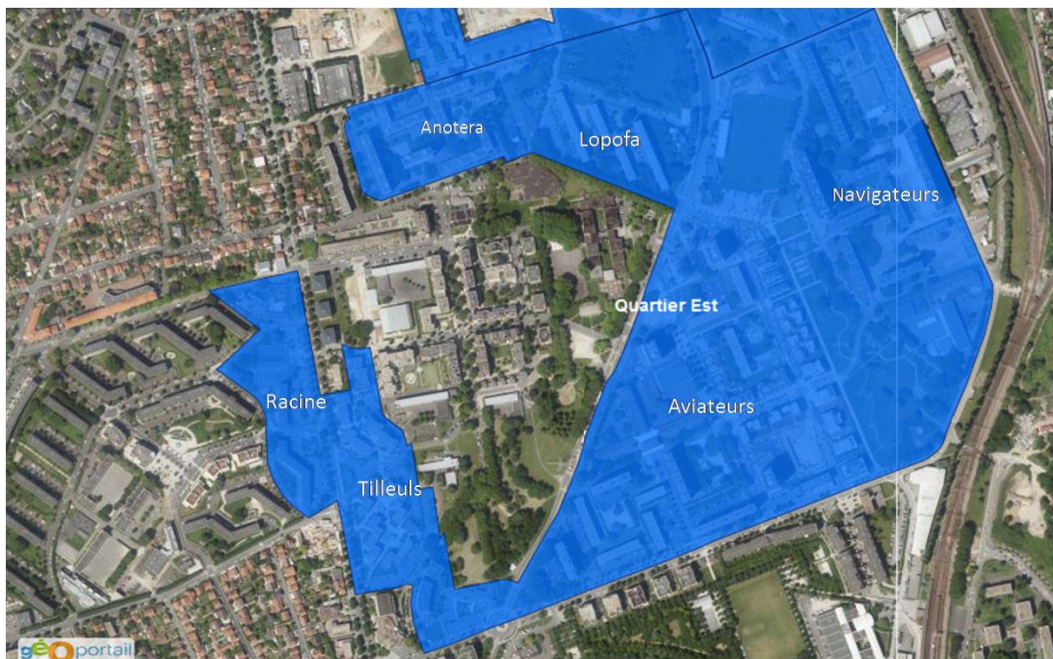 Anotera
Lopofa
Navigateurs
Quartier Est
Racine
Aviateurs
Tilleuls
géoportail